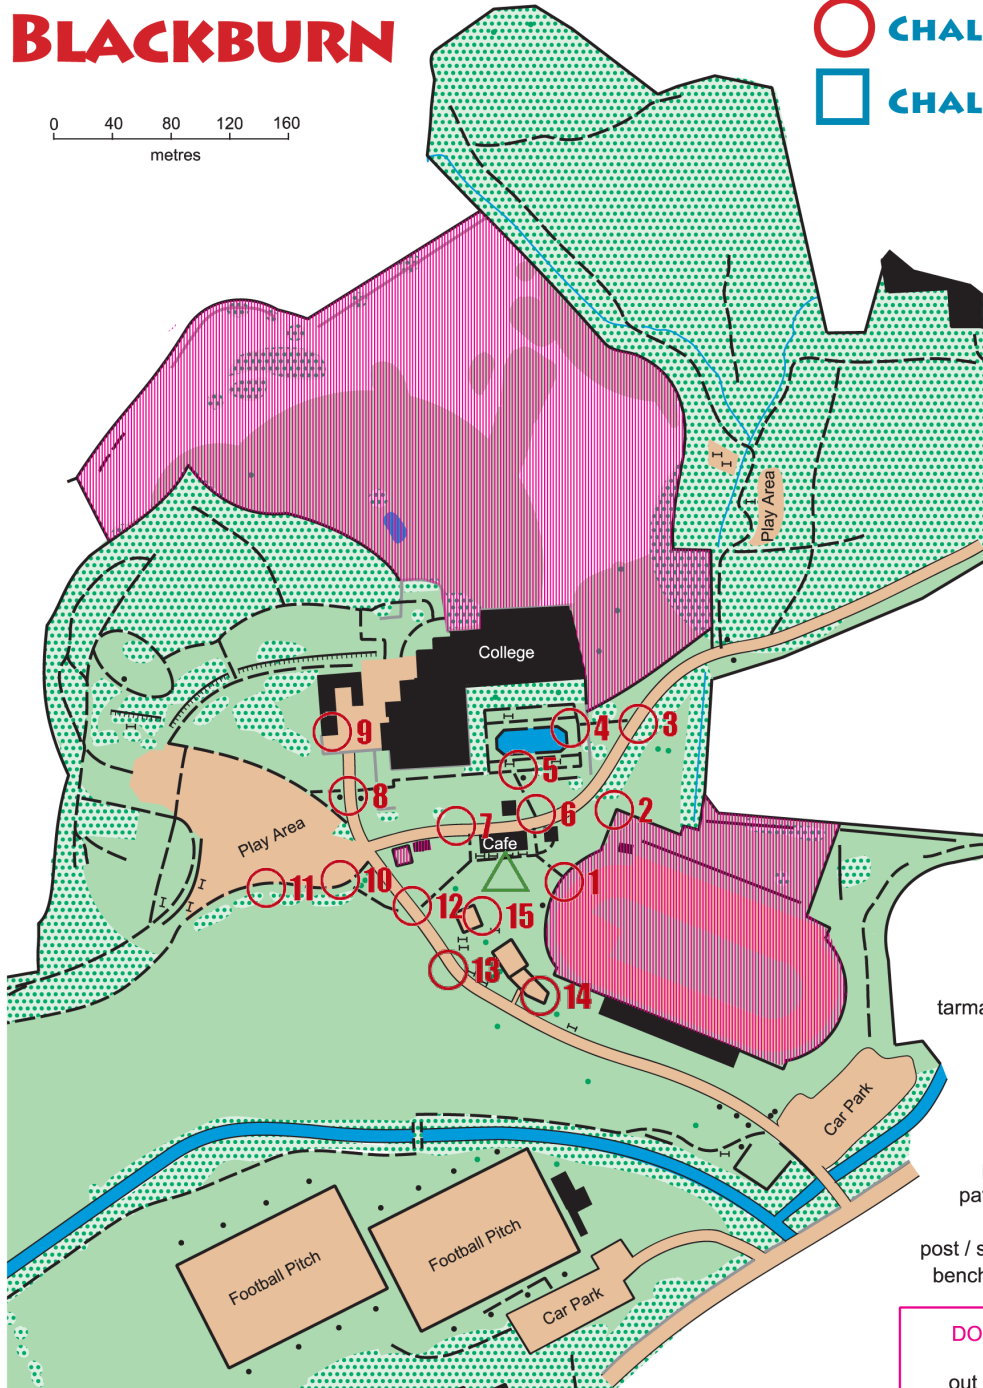 BLACKBURN
CHAL
CHAL
0 40 80 120 160
metres
Play Area
College
3
4
9
5
8
2
6
7
Cafe
Play Area
1
10
11
12
15
13
14
tarma
Car Park
pa
post / s
bench
Football Pitch
Football Pitch
Car Park
DO
out